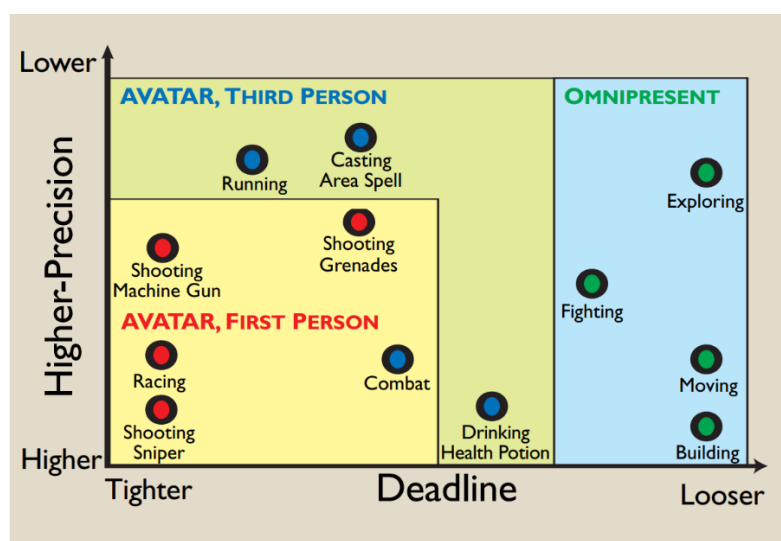 Lower
AVATAR, THIRD PERSON
OMNIPRESENT
Running
Casting
Area Spell
Exploring
Shooting
Machine Gun
Shooting
Grenades
Fighting
AVATAR, FIRST PERSON
Racing
Combat
Moving
Shooting
Sniper
Drinking
Health Potion
Building
Higher-Precision
Higher
Tighter
Deadline
Looser